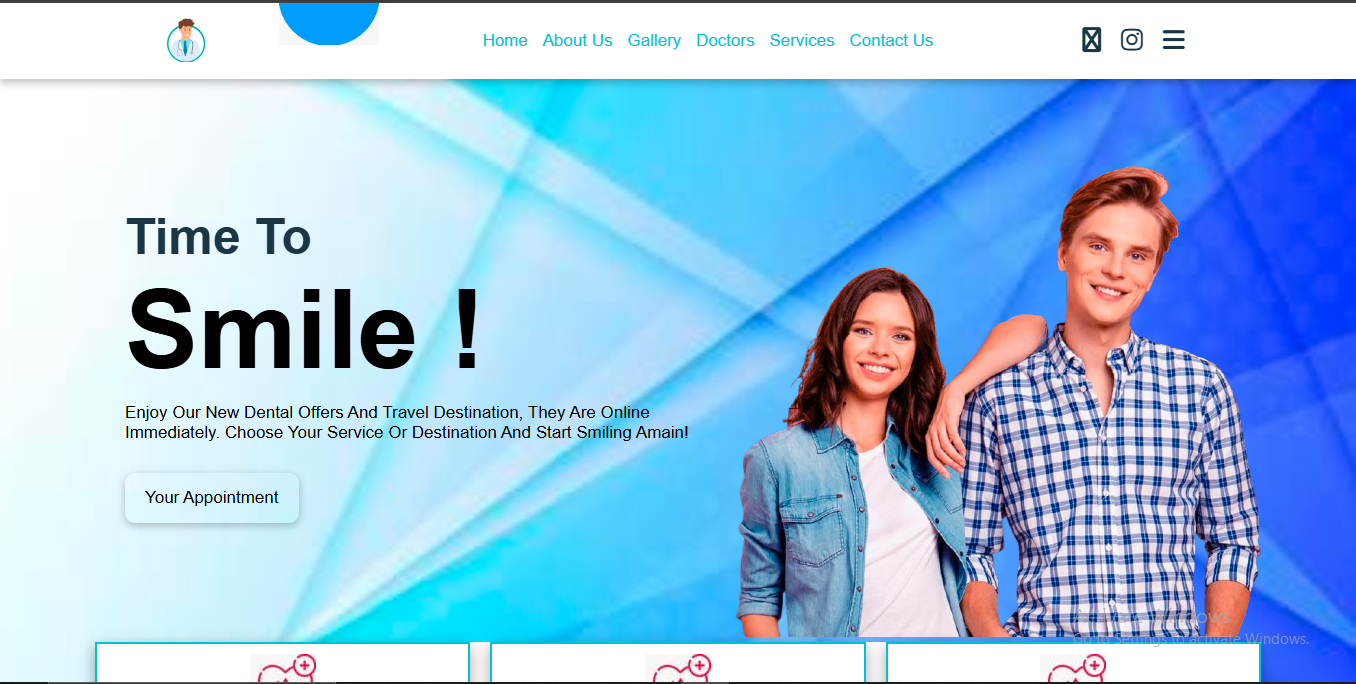 Home About Us Gallery Doctors Services Contact Us
Time To
Smile !
Enjoy Our New Dental Offers And Travel Destination, They Are Online
Immediately. Choose Your Service Or Destination And Start Smiling Amain!
Your Appointment
Go to Settings to activate Windows.